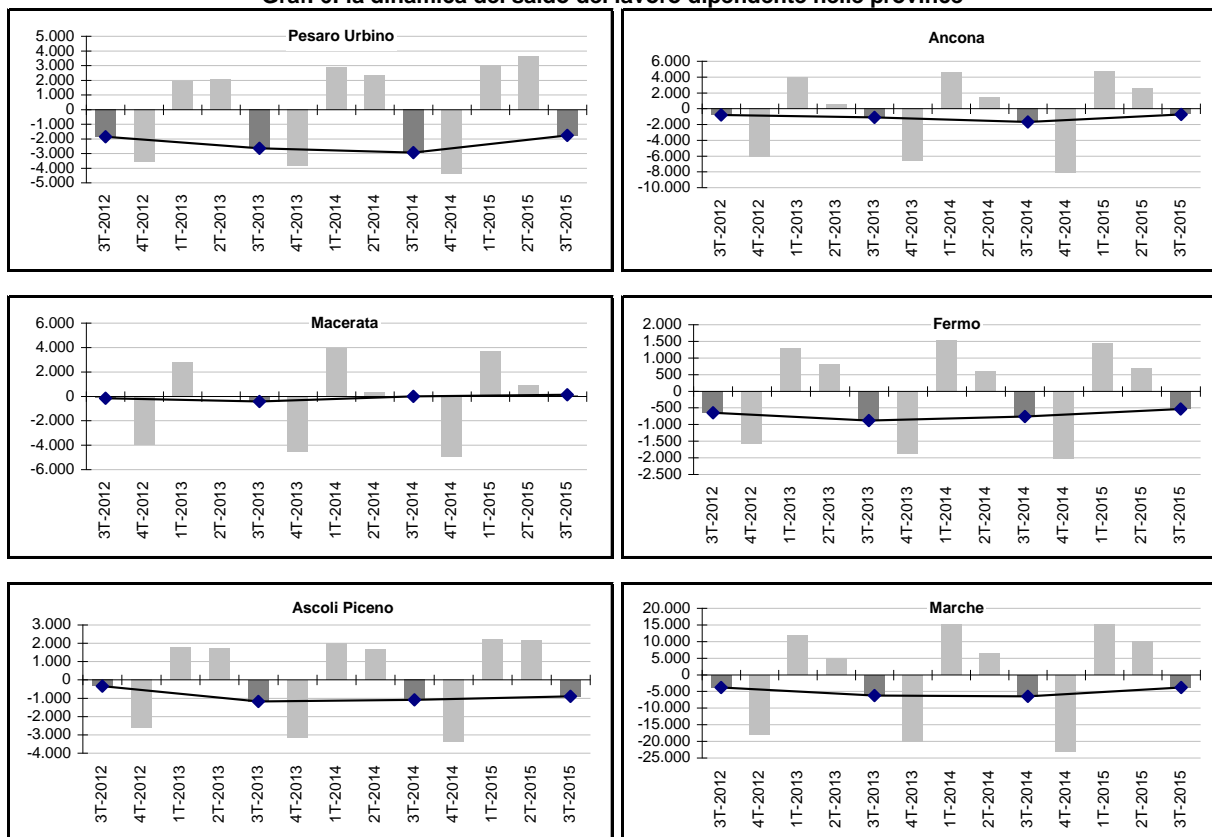 Graf. 6: la dinamica del saldo del lavoro dipendente nelle province
Pesaro Urbino
5.000
4.000
3.000
2.000
1.000
0
-1.000
-2.000
-3.000
-4.000
-5.000
3T-2012
4T-2012
1T-2013
2T-2013
3T-2013
4T-2013
1T-2014
2T-2014
3T-2014
4T-2014
1T-2015
2T-2015
3T-2015
Ancona
6.000
4.000
2.000
0
-2.000
-4.000
-6.000
-8.000
-10.000
3T-2012
4T-2012
1T-2013
2T-2013
3T-2013
4T-2013
1T-2014
2T-2014
3T-2014
4T-2014
1T-2015
2T-2015
3T-2015
Macerata
6.000
4.000
2.000
0
-2.000
-4.000
-6.000
3T-2012
4T-2012
1T-2013
2T-2013
3T-2013
4T-2013
1T-2014
2T-2014
3T-2014
4T-2014
1T-2015
2T-2015
3T-2015
Fermo
2.000
1.500
1.000
500
0
-500
-1.000
-1.500
-2.000
-2.500
3T-2012
4T-2012
1T-2013
2T-2013
3T-2013
4T-2013
1T-2014
2T-2014
3T-2014
4T-2014
1T-2015
2T-2015
3T-2015
Ascoli Piceno
3.000
2.000
1.000
0
-1.000
-2.000
-3.000
-4.000
3T-2012
4T-2012
1T-2013
2T-2013
3T-2013
4T-2013
1T-2014
2T-2014
3T-2014
4T-2014
1T-2015
2T-2015
3T-2015
Marche
20.000
15.000
10.000
5.000
0
-5.000
-10.000
-15.000
-20.000
-25.000
3T-2012
4T-2012
1T-2013
2T-2013
3T-2013
4T-2013
1T-2014
2T-2014
3T-2014
4T-2014
1T-2015
2T-2015
3T-2015